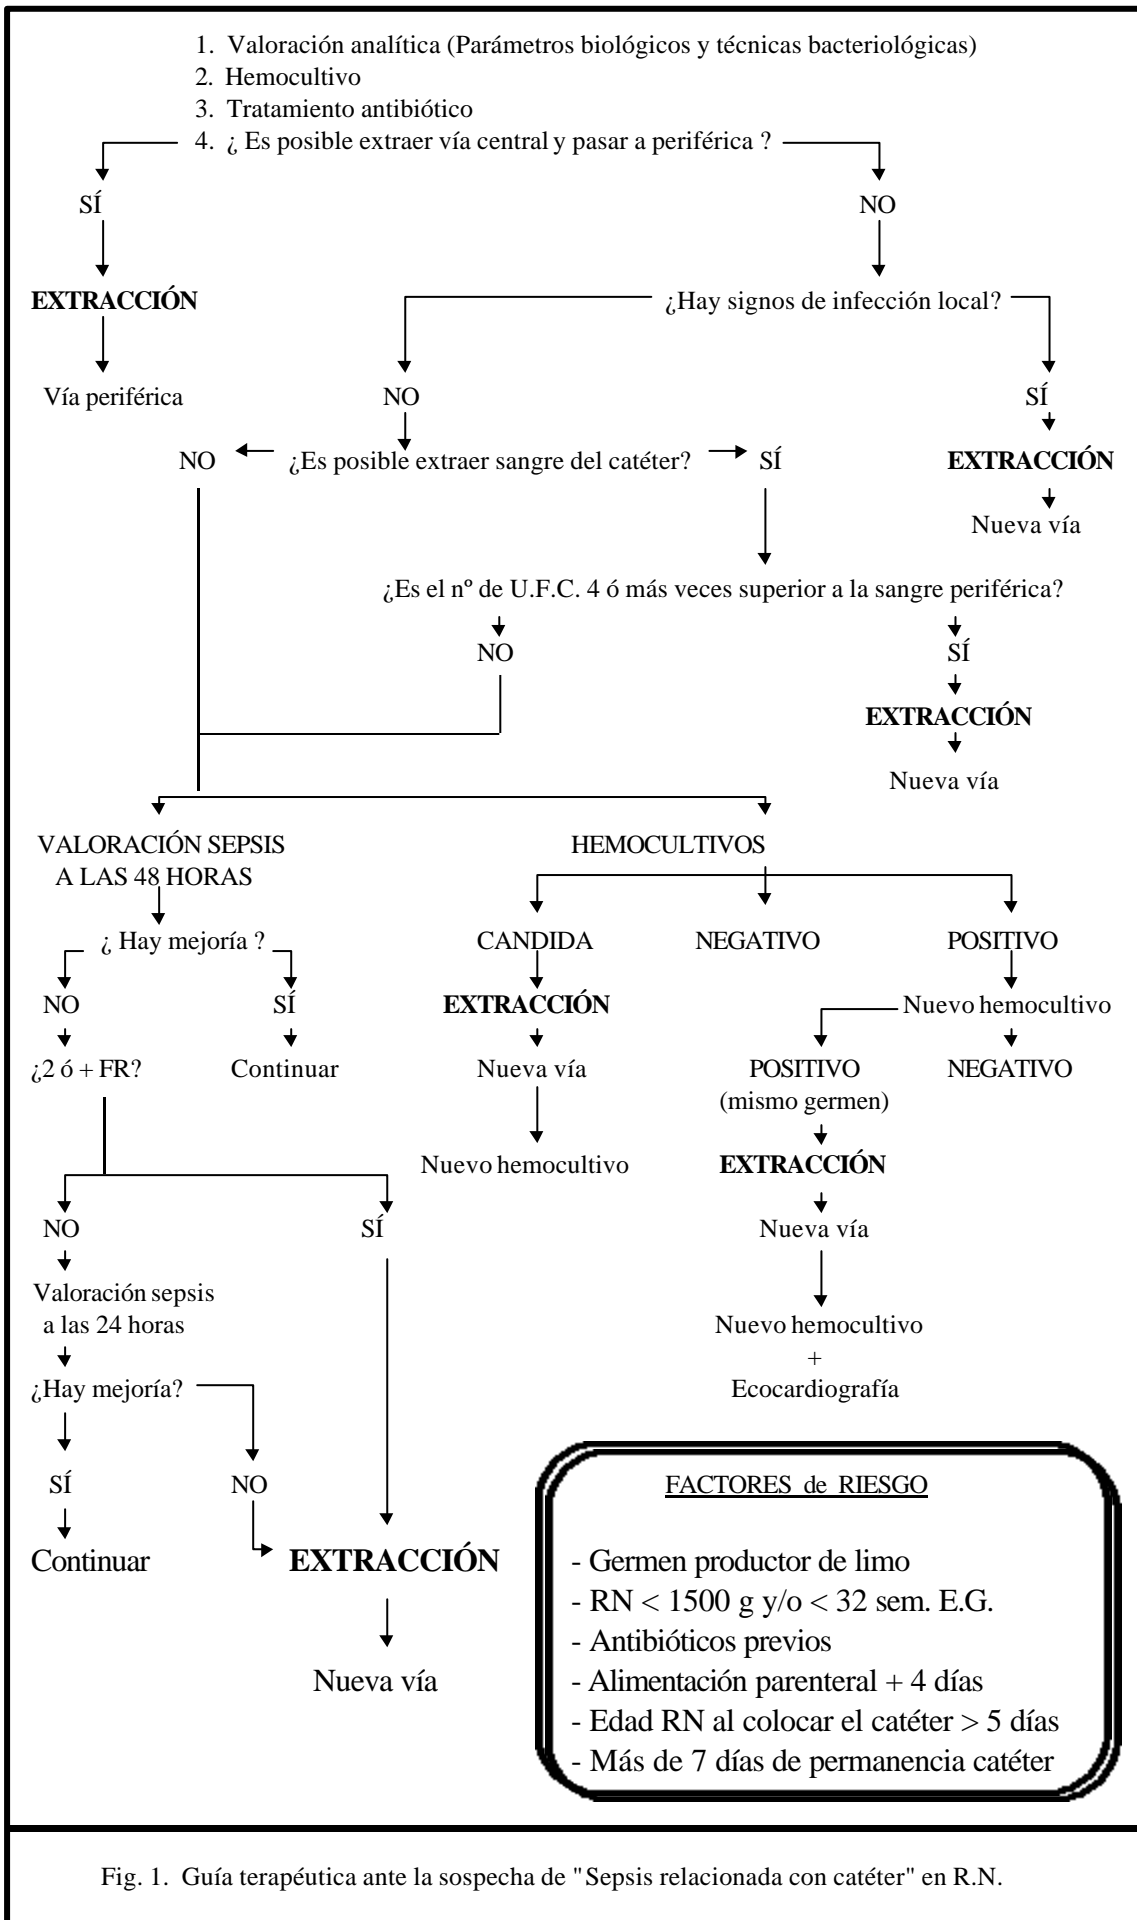 1. Valoración analítica (Parámetros biológicos y técnicas bacteriológicas)
2. Hemocultivo
3. Tratamiento antibiótico
4. ¿ Es posible extraer vía central y pasar a periférica ?
SÍ
NO
EXTRACCIÓN
¿Hay signos de infección local?
Vía periférica
NO
SÍ
NO
¿Es posible extraer sangre del catéter?
SÍ
EXTRACCIÓN
Nueva vía
¿Es el nº de U.F.C. 4 ó más veces superior a la sangre periférica?
NO
SÍ
EXTRACCIÓN
Nueva vía
VALORACIÓN SEPSIS
A LAS 48 HORAS
HEMOCULTIVOS
¿ Hay mejoría ?
CANDIDA
NEGATIVO
POSITIVO
NO
SÍ
EXTRACCIÓN
Nuevo hemocultivo
¿2 ó + FR?
Continuar
Nueva vía
POSITIVO
(mismo germen)
NEGATIVO
Nuevo hemocultivo
EXTRACCIÓN
NO
SÍ
Nueva vía
Valoración sepsis
a las 24 horas
Nuevo hemocultivo
+
Ecocardiografía
¿Hay mejoría?
SÍ
NO
Continuar
EXTRACCIÓN
Nueva vía
FACTORES de RIESGO
- Germen productor de limo
- RN < 1500 g y/o < 32 sem. E.G.
- Antibióticos previos
- Alimentación parenteral + 4 días
- Edad RN al colocar el catéter > 5 días
- Más de 7 días de permanencia catéter
Fig. 1. Guía terapéutica ante la sospecha de "Sepsis relacionada con catéter" en R.N.